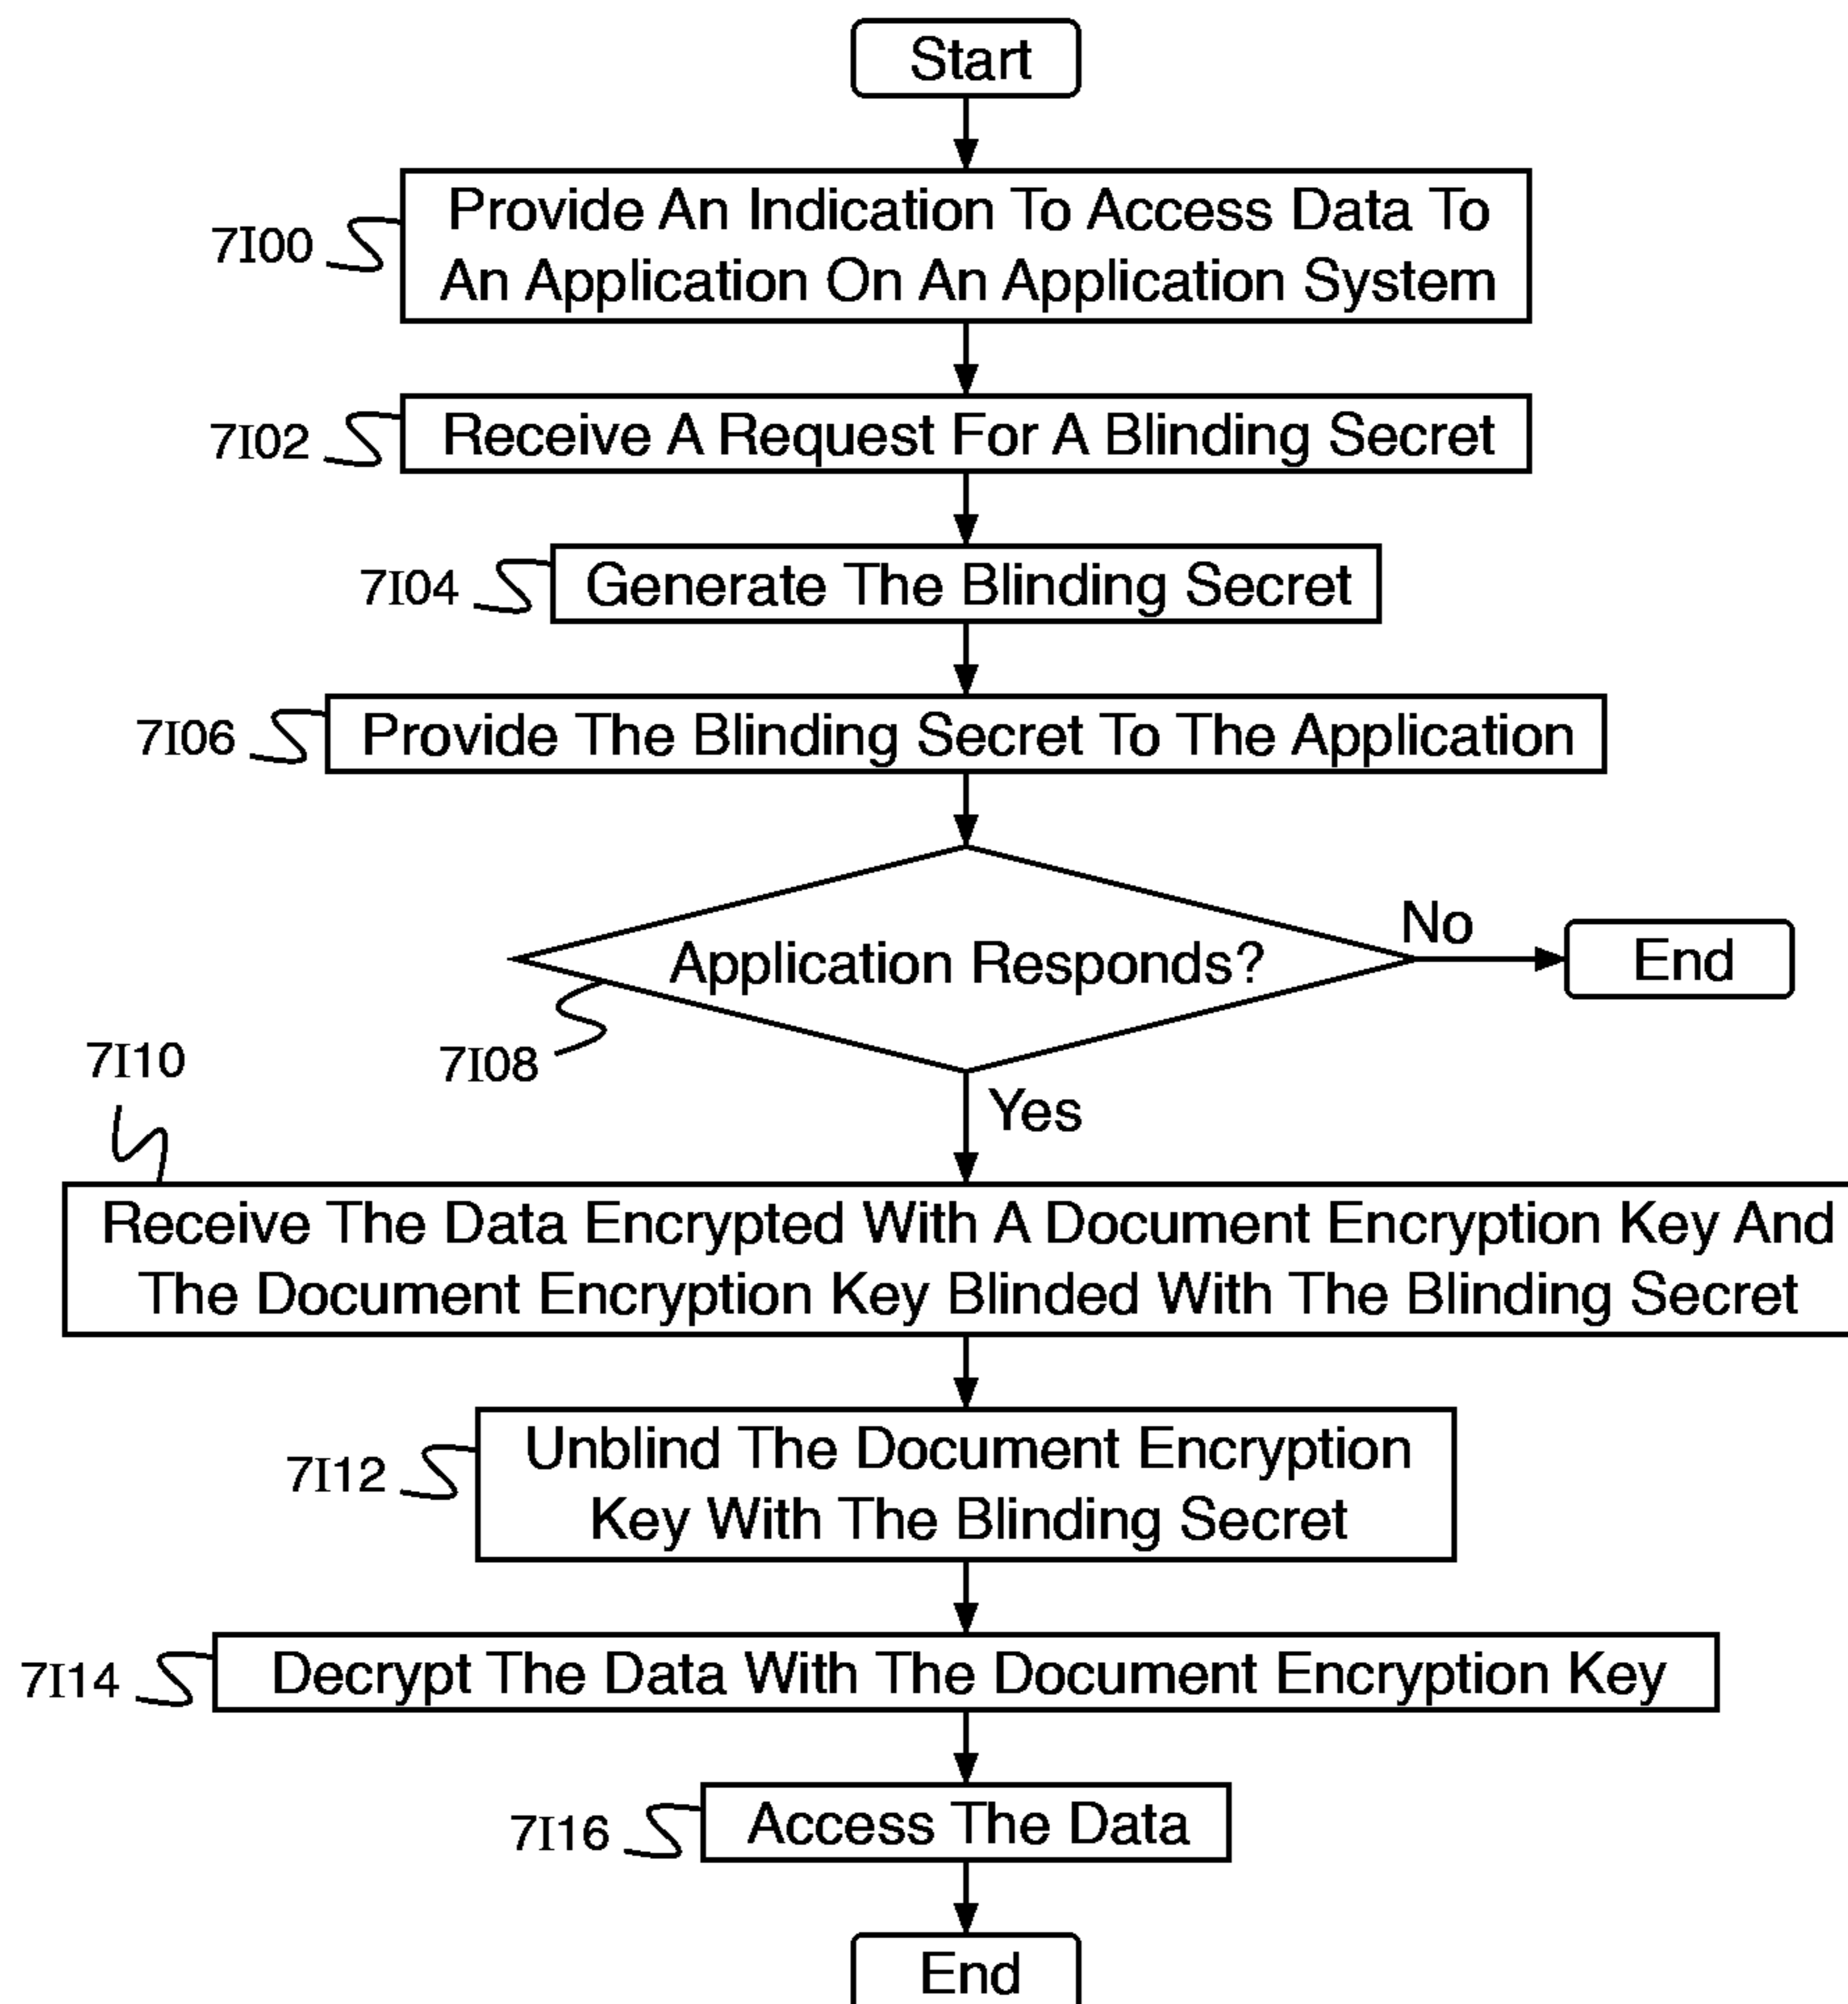 Start
7I00
Provide An Indication To Access Data To
An Application On An Application System
7I02
Receive A Request For A Blinding Secret
7I04
Generate The Blinding Secret
7I06
Provide The Blinding Secret To The Application
Application Responds?
No
End
7I08
Yes
7I10
Receive The Data Encrypted With A Document Encryption Key And
The Document Encryption Key Blinded With The Blinding Secret
7I12
Unblind The Document Encryption
Key With The Blinding Secret
7I14
Decrypt The Data With The Document Encryption Key
7I16
Access The Data
End